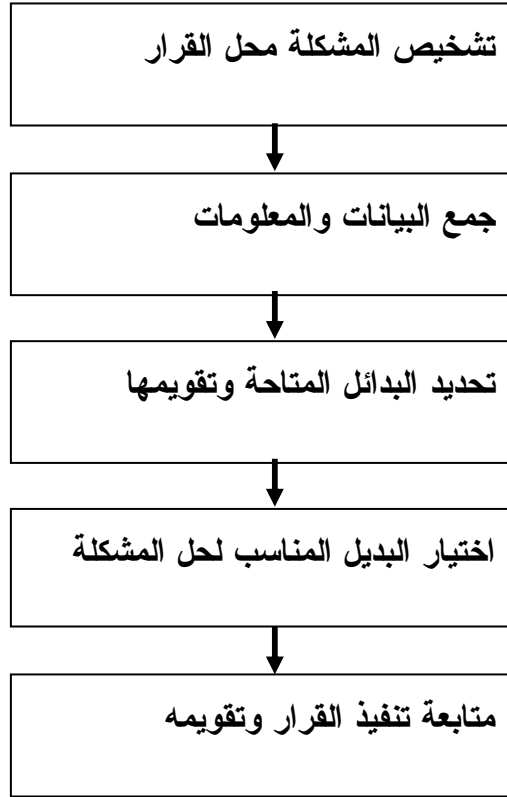 تشخيص المشكلة محل القرار
جمع البيانات والمعلومات
تحديد البدائل المتاحة وتقويمها
اختيار البديل المناسب لحل المشكلة
متابعة تنفيذ القرار وتقويمه